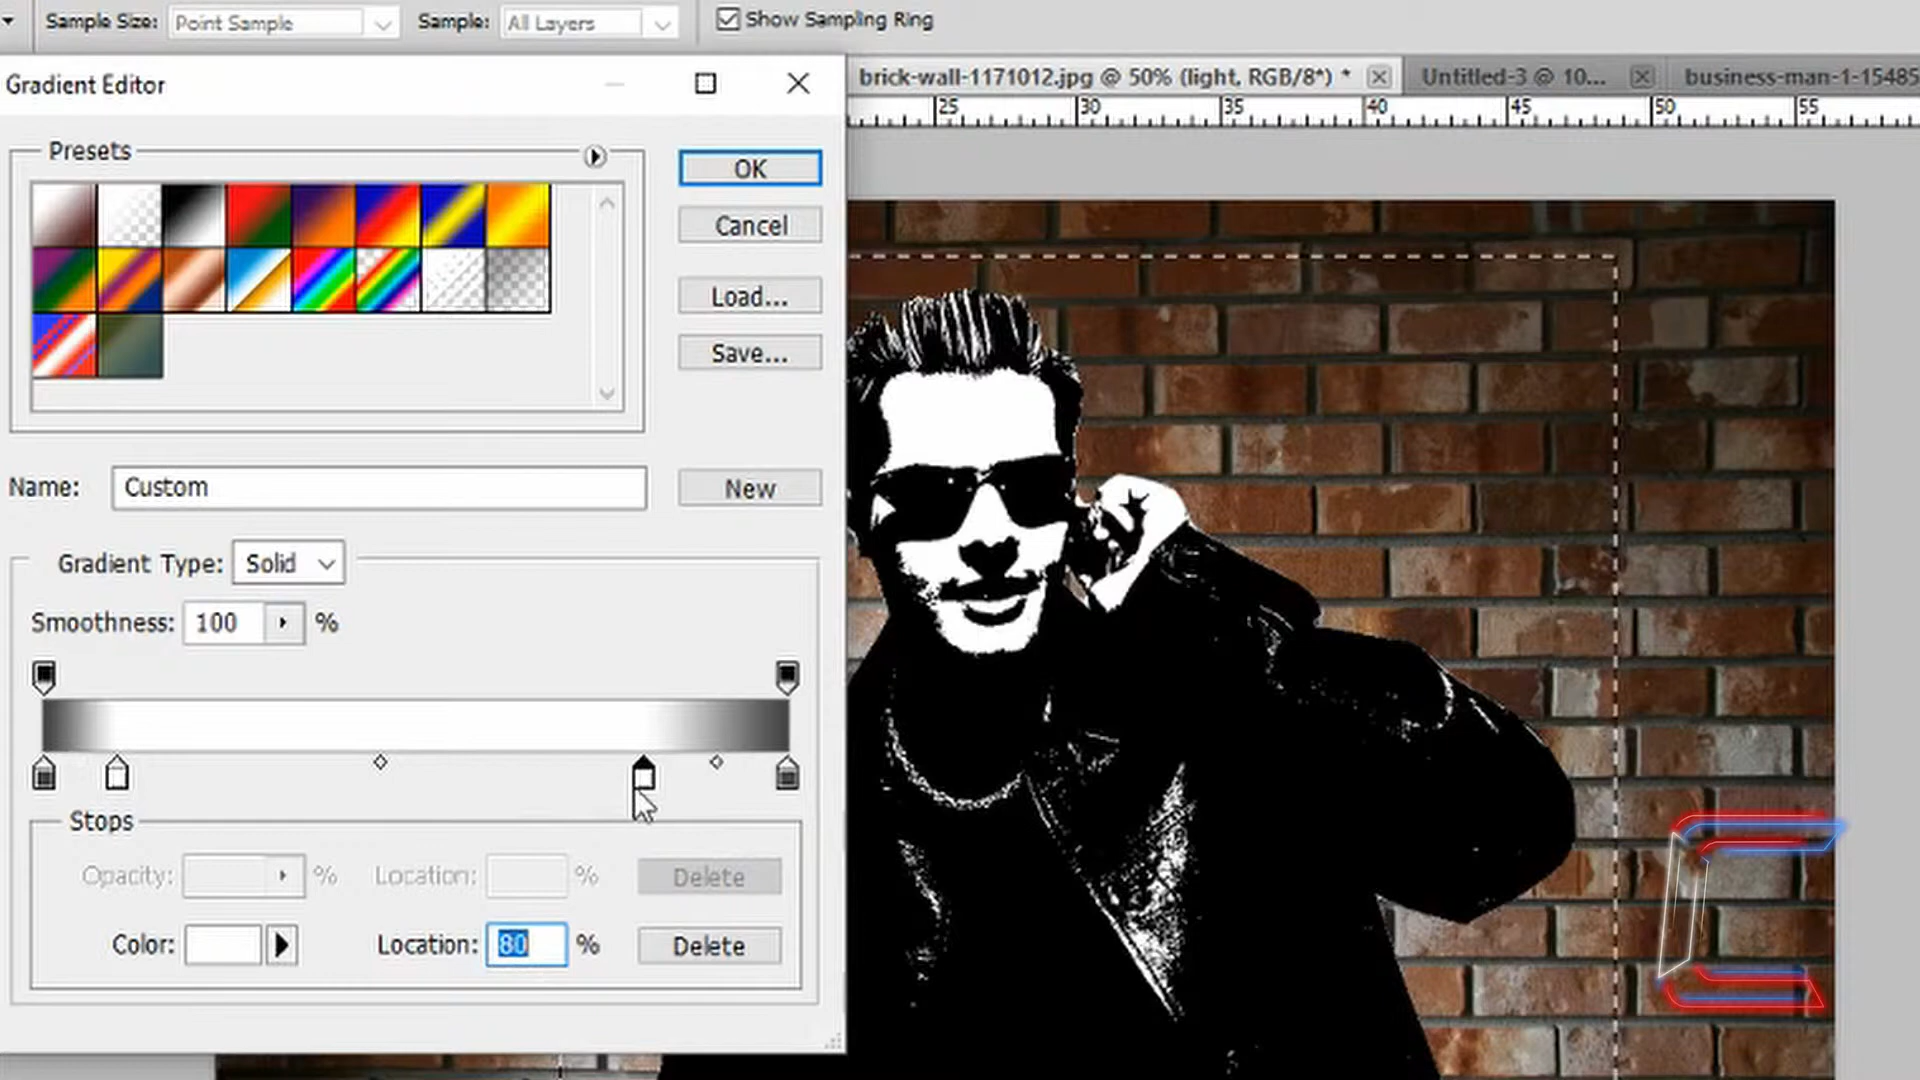 Sample Size: Point Sample Sample: All Layers Show Sampling Ring
Gradient Editor
brick-wall-1171012.jpg @ 50% (light, RGB/8*) * Untitled-3 @ 10... business-man-1-15485
25 30 35 40 45 50 55
Presets
OK
Cancel
Load...
Save...
Name: Custom New
Gradient Type: Solid
Smoothness: 100 %
Stops
Opacity: % Location: % Delete
Color: Location: 80 % Delete